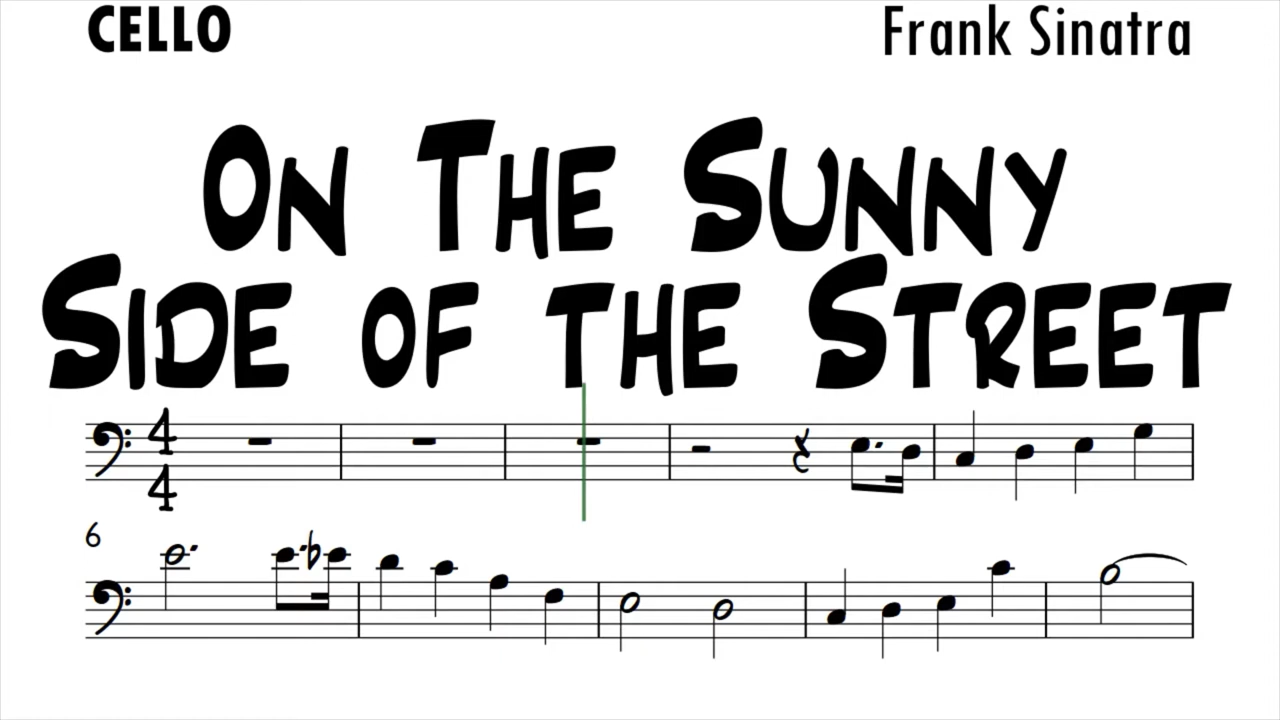 CELLO
Frank Sinatra
ON THE SUNNY
SIDE OF THE STREET
4
4
6